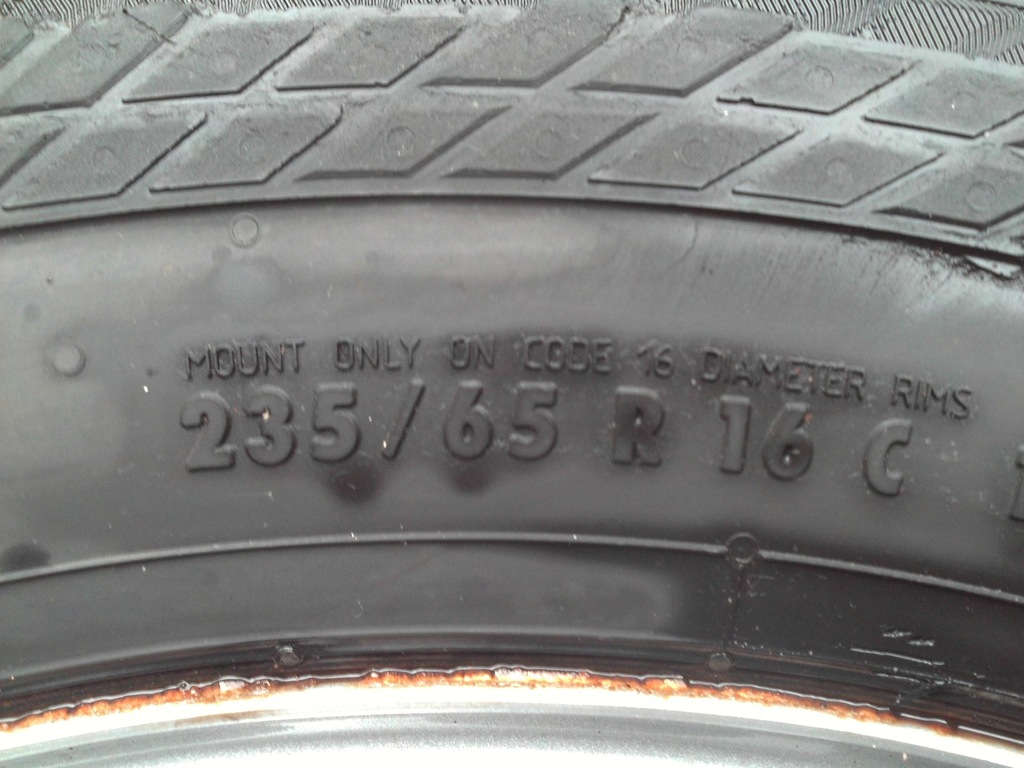 MOUNT ONLY ON CODE 16 DIAMETER RIMS
235/65 R 16 C